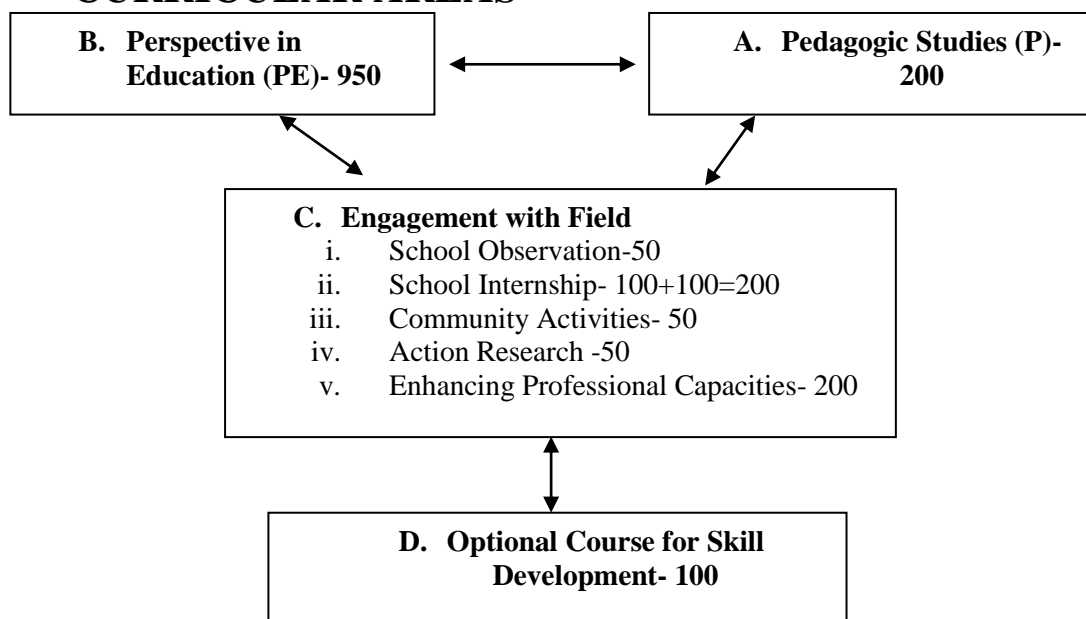 CURRICULAR AREAS
B. Perspective in
Education (PE)- 950
A. Pedagogic Studies (P)-
200
C. Engagement with Field
i. School Observation-50
ii. School Internship- 100+100=200
iii. Community Activities- 50
iv. Action Research -50
v. Enhancing Professional Capacities- 200
D. Optional Course for Skill
Development- 100